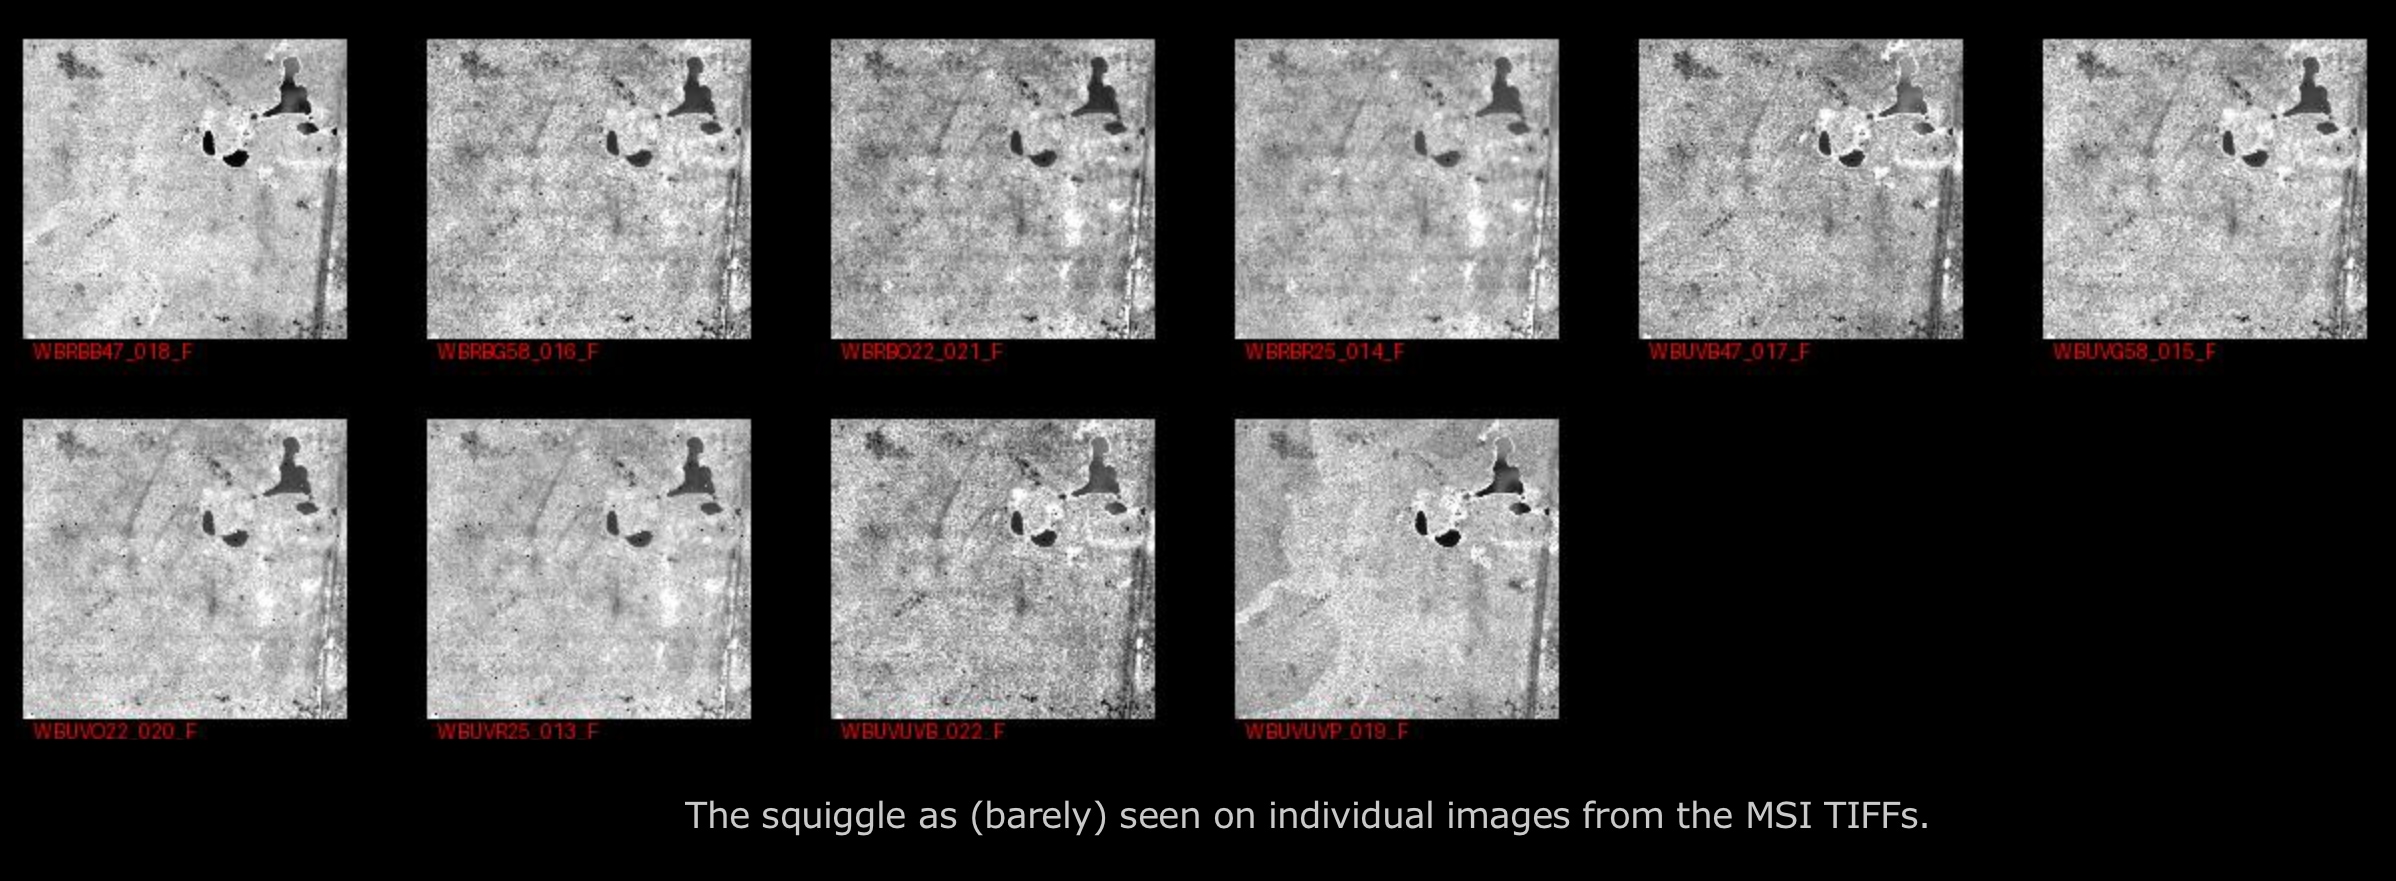 WBRBB47_018_F
WBRBG58_016_F
WBRBO22_021_F
WBRBR25_014_F
WBUVB47_017_F
WBUVG58_015_F
WBUVO22_020_F
WBUVR25_013_F
WBUVUVB_022_F
WBUVUVP_019_F
The squiggle as (barely) seen on individual images from the MSI TIFFs.